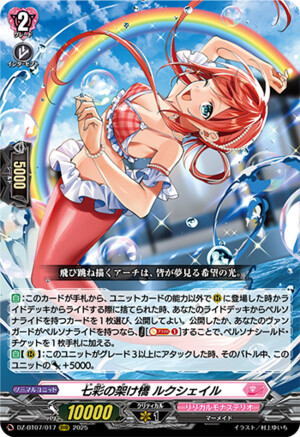 2
グレード
インターセプト
5000
シールド
飛び跳ね描くアーチは、皆が夢見る希望の光。
自:このカードが手札から、ユニットカードの能力以外でRに登場した時かラ
イドデッキからライドする際に捨てられた時、あなたのライドデッキからペルソ
ナライドを持つカードを1枚選び、公開してよい。公開したか、あなたのヴァン
ガードがペルソナライドを持つなら、
することで、ペルソナシールド・
チケットを1枚手札に加える。
自【R】:このユニットがグレード3以上にアタックした時、そのバトル中、このユ
ニットのパワー+5000。
ノーマルユニット
七彩の架け橋 ルクシェイル
パワー
10000
クリティカル
1
リリカルモナステリオ
マーメイド
DZ-BT07/017 RRR 2025
イラスト/村上ゆいち